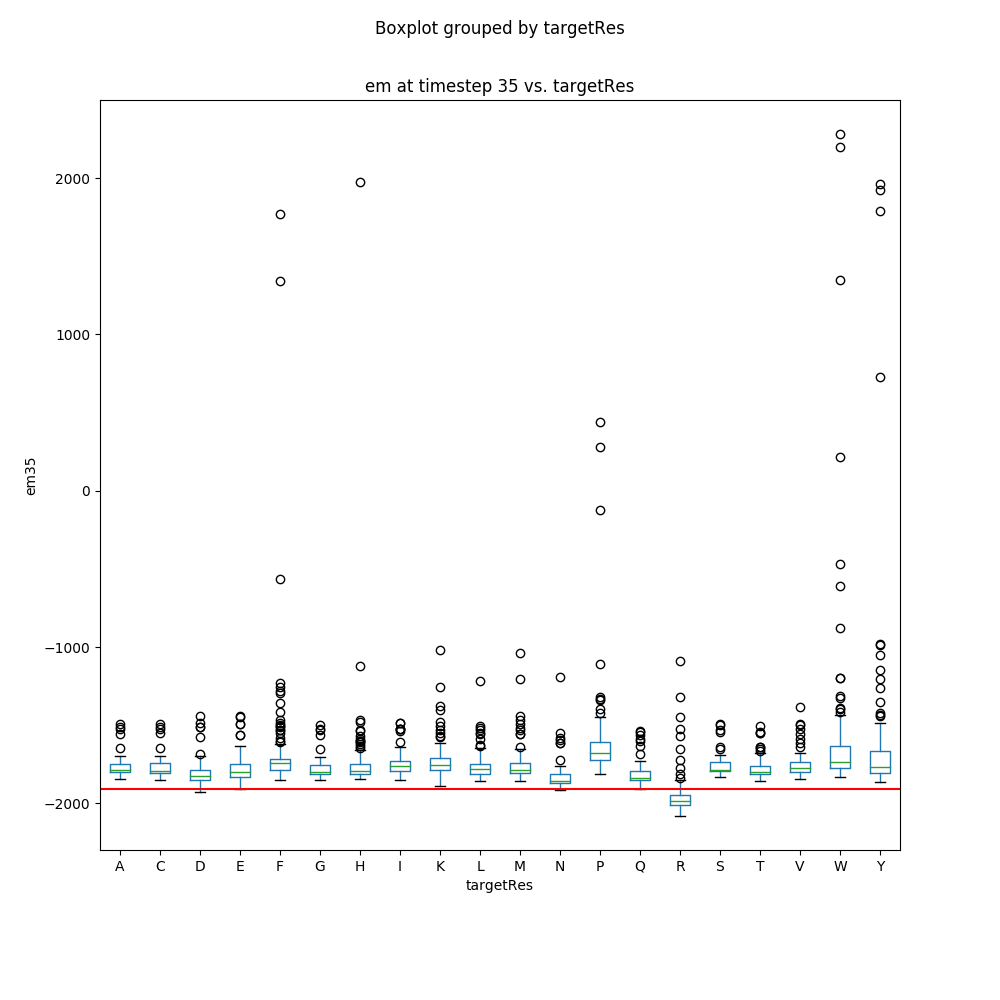 Boxplot grouped by targetRes
em at timestep 35 vs. targetRes
2000
1000
0
−1000
−2000
em35
A C D E F G H I K L M N P Q R S T V W Y
targetRes